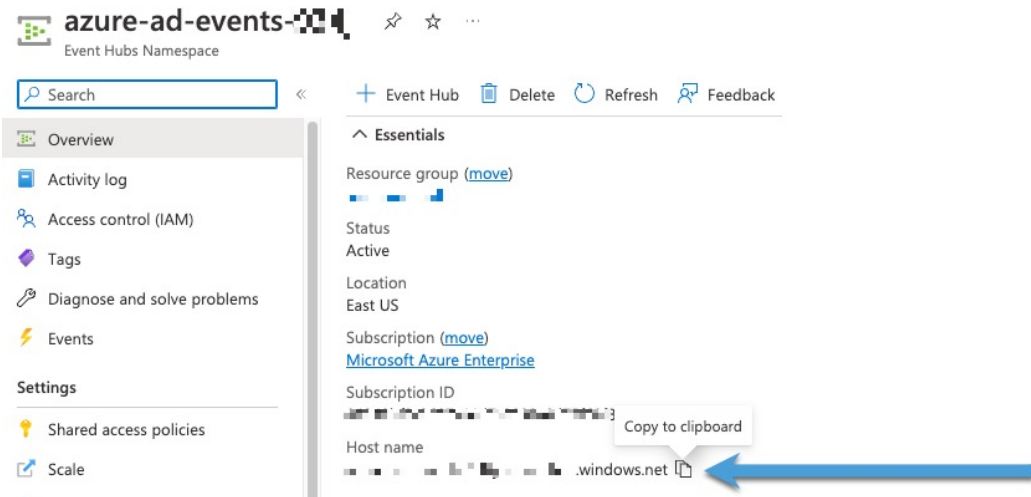 azure-ad-events-
Event Hubs Namespace
Search
Overview
Activity log
Access control (IAM)
Tags
Diagnose and solve problems
Events
Settings
Shared access policies
Scale
Event Hub Delete Refresh Feedback
Essentials
Resource group (move)
Status
Active
Location
East US
Subscription (move)
Microsoft Azure Enterprise
Subscription ID
Copy to clipboard
Host name
.windows.net